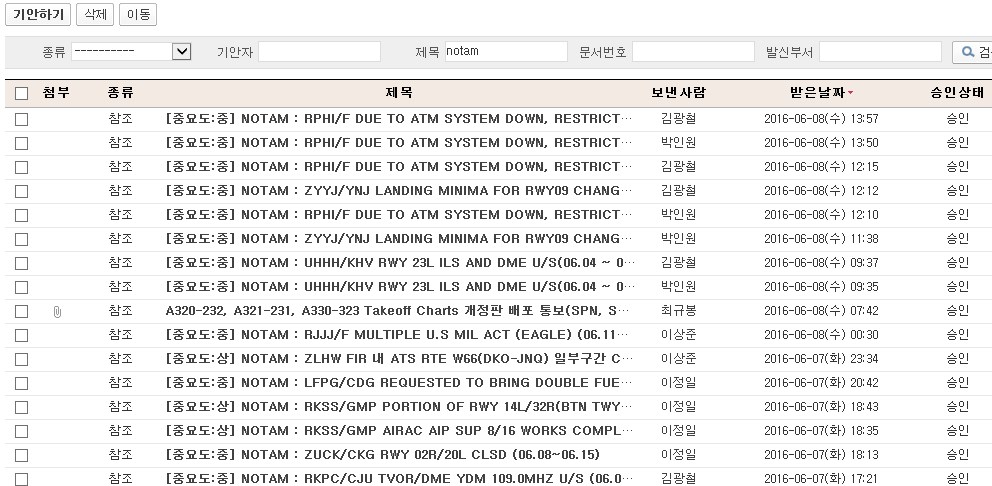 기안하기 삭제 이동
종류 ---------- 기안자 제목 notam 문서번호 발신부서
첨부 종류 제목 보낸사람 받은날짜 승인상태
참조 [중요도:중] NOTAM : RPHI/F DUE TO ATM SYSTEM DOWN, RESTRICT··· 김광철 2016-06-08(수) 13:57 승인
참조 [중요도:중] NOTAM : RPHI/F DUE TO ATM SYSTEM DOWN, RESTRICT··· 박인원 2016-06-08(수) 13:50 승인
참조 [중요도:중] NOTAM : RPHI/F DUE TO ATM SYSTEM DOWN, RESTRICT··· 김광철 2016-06-08(수) 12:15 승인
참조 [중요도:중] NOTAM : ZYYJ/YNJ LANDING MINIMA FOR RWY09 CHANG··· 김광철 2016-06-08(수) 12:12 승인
참조 [중요도:중] NOTAM : RPHI/F DUE TO ATM SYSTEM DOWN, RESTRICT··· 박인원 2016-06-08(수) 12:10 승인
참조 [중요도:중] NOTAM : ZYYJ/YNJ LANDING MINIMA FOR RWY09 CHANG··· 박인원 2016-06-08(수) 11:38 승인
참조 [중요도:중] NOTAM : UHHH/KHV RWY 23L ILS AND DME U/S(06.04 ~ 0··· 김광철 2016-06-08(수) 09:37 승인
참조 [중요도:중] NOTAM : UHHH/KHV RWY 23L ILS AND DME U/S(06.04 ~ 0··· 박인원 2016-06-08(수) 09:35 승인
참조 A320-232, A321-231, A330-323 Takeoff Charts 개정판 배포 통보(SPN, S··· 최규봉 2016-06-08(수) 07:42 승인
참조 [중요도:중] NOTAM : RJJJ/F MULTIPLE U.S MIL ACT (EAGLE) (06.11··· 이상준 2016-06-08(수) 00:30 승인
참조 [중요도:상] NOTAM : ZLHW FIR 내 ATS RTE W66(DKO-JNQ) 일부구간 C··· 이상준 2016-06-07(화) 23:34 승인
참조 [중요도:중] NOTAM : LFPG/CDG REQUESTED TO BRING DOUBLE FUE··· 이정일 2016-06-07(화) 20:42 승인
참조 [중요도:상] NOTAM : RKSS/GMP PORTION OF RWY 14L/32R(BTN TWY··· 이정일 2016-06-07(화) 18:43 승인
참조 [중요도:상] NOTAM : RKSS/GMP AIRAC AIP SUP 8/16 WORKS COMPL··· 이정일 2016-06-07(화) 18:35 승인
참조 [중요도:중] NOTAM : ZUCK/CKG RWY 02R/20L CLSD (06.08~06.15) 이정일 2016-06-07(화) 18:13 승인
참조 [중요도:중] NOTAM : RKPC/CJU TVOR/DME YDM 109.0MHZ U/S (06.0··· 김광철 2016-06-07(화) 17:21 승인